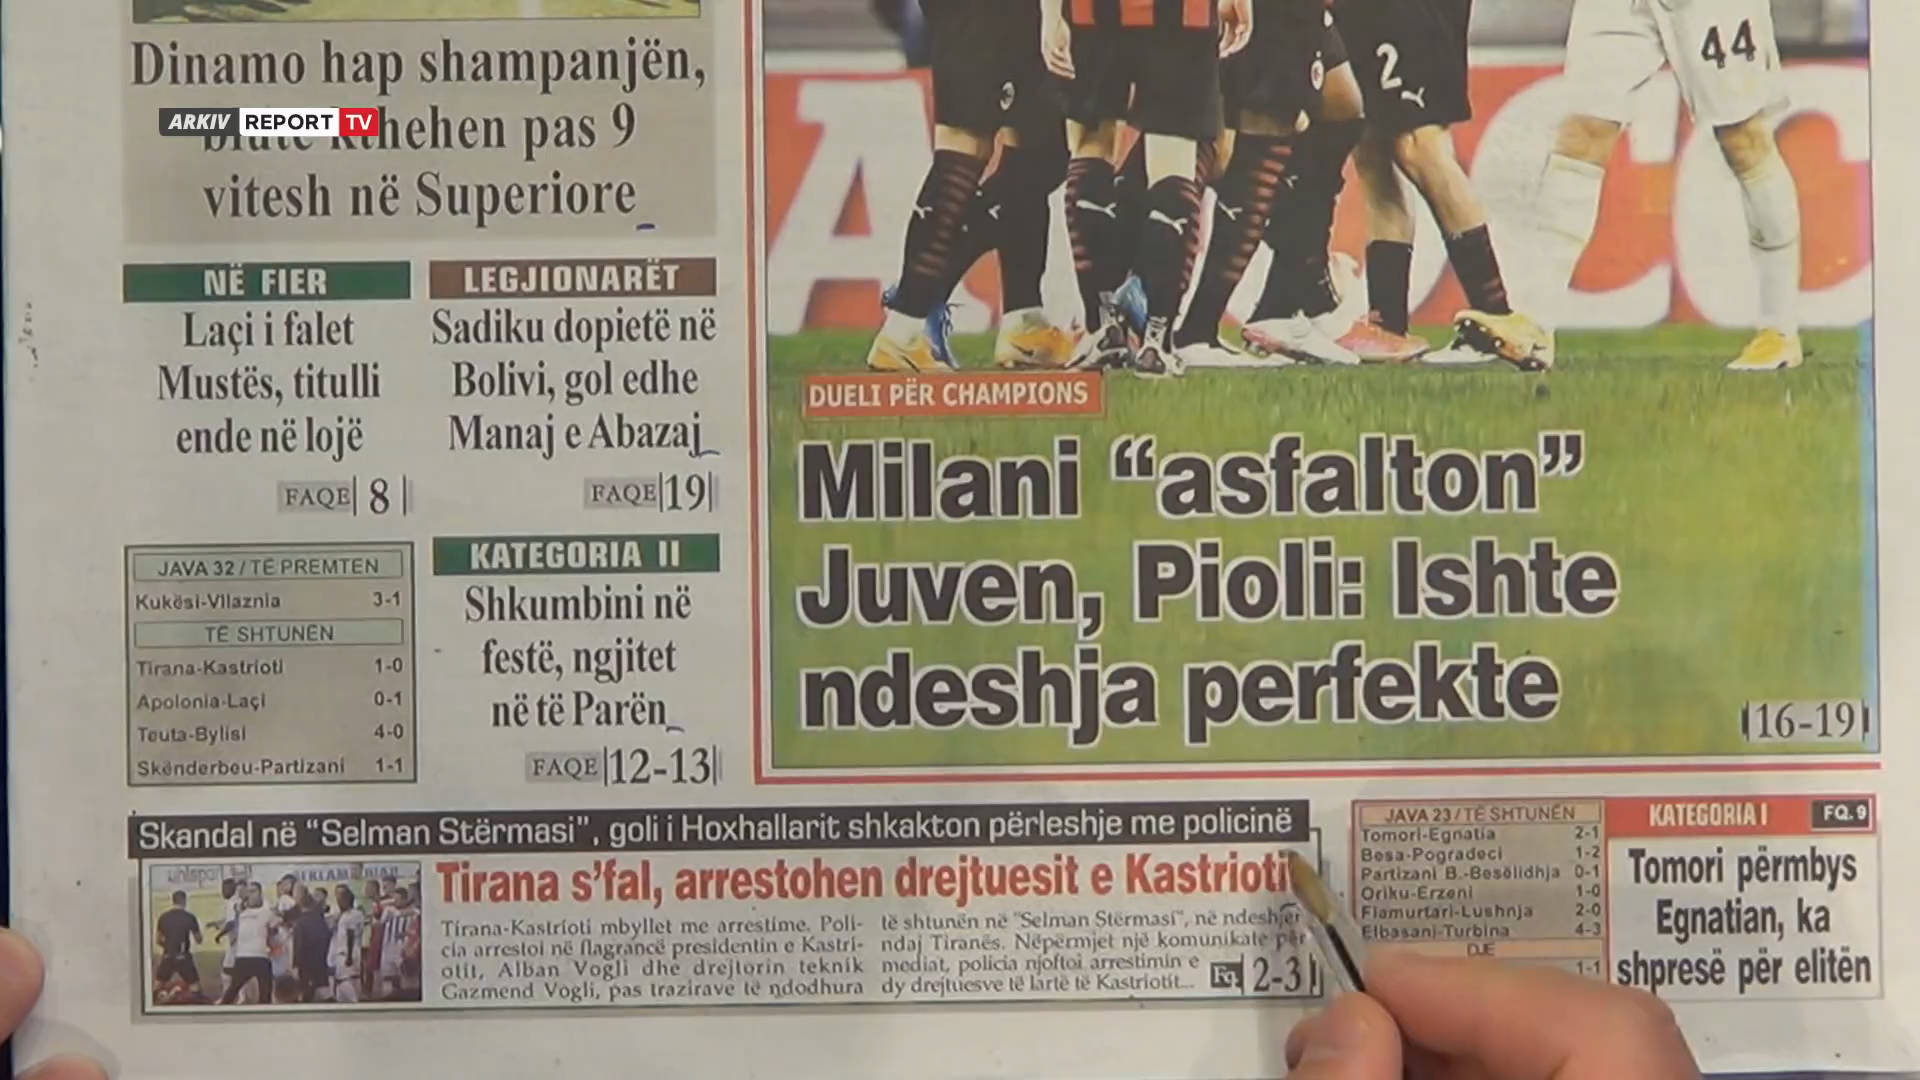 Dinamo hap shampanjën,
ARKIV REPORT TV
kthehen pas 9
vitesh në Superiore
NË FIER
Laçi i falet
Mustës, titulli
ende në lojë
FAQE 8
LEGJIONARËT
Sadiku dopietë në
Bolivi, gol edhe
Manaj e Abazaj
FAQE 19
JAVA 32 / TË PREMTEN
Kukësi-Vllaznia 3-1
TË SHTUNËN
Tirana-Kastrioti 1-0
Apolonia-Laçi 0-1
Teuta-Bylisi 4-0
Skënderbeu-Partizani 1-1
KATEGORIA II
Shkumbini në
festë, ngjitet
në të Parën
FAQE 12-13
2
44
DUELI PËR CHAMPIONS
Milani “asfalton”
Juven, Pioli: Ishte
ndeshja perfekte
16-19
Skandal në “Selman Stërmasi”, goli i Hoxhallarit shkakton përleshje me policinë
Tirana s’fal, arrestohen drejtuesit e Kastriotit
uhlsport
Tirana-Kastrioti mbyllet me arrestime. Poli-
cia arrestoi në flagrancë presidentin e Kastri-
otit, Alban Vogli dhe drejtorin teknik
Gazmend Vogli, pas trazirave të ndodhura
të shtunën në “Selman Stërmasi”, në ndeshjen
ndaj Tiranës. Nëpërmjet një komunikate për
mediat, policia njoftoi arrestimin e
dy drejtuesve të lartë të Kastriotit...
Fq. 2-3
JAVA 23 / TË SHTUNËN
Tomori-Egnatia 2-1
Besa-Pogradeci 1-2
Partizani B.-Besëlidhja 0-1
Oriku-Erzeni 1-0
Flamurtari-Lushnja 2-0
Elbasani-Turbina 4-3
DJE
1-1
KATEGORIA I FQ. 9
Tomori përmbys
Egnatian, ka
shpresë për elitën